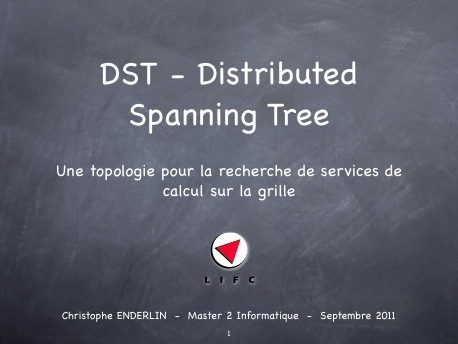 DST - Distributed
Spanning Tree
Une topologie pour la recherche de services de
calcul sur la grille
L I F C
Christophe ENDERLIN - Master 2 Informatique - Septembre 2011
1